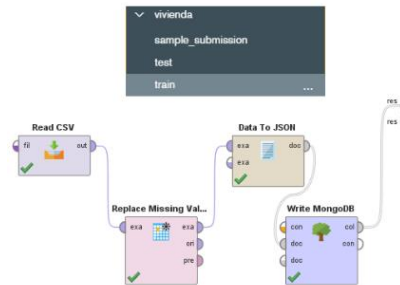 vivienda
sample_submission
test
train ...
res
res
Read CSV
fil out
Replace Missing Val...
exa exa
ori
pre
Data To JSON
exa doc
exa
Write MongoDB
con col
doc con
doc